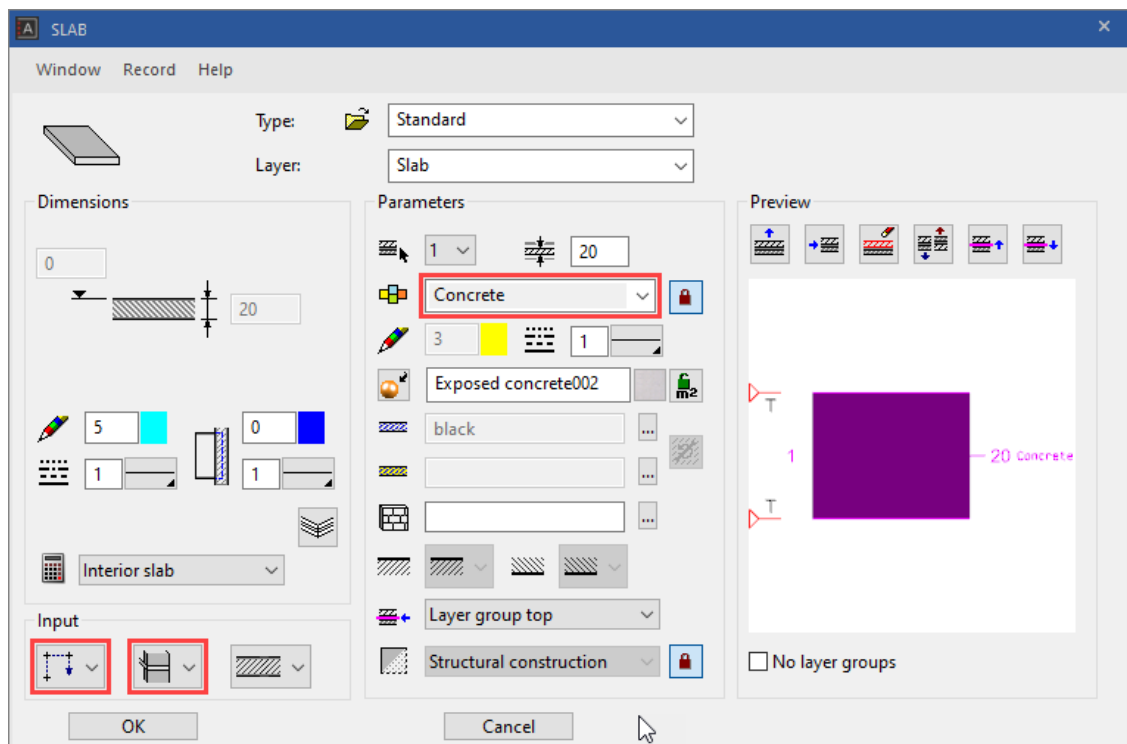 SLAB
Window Record Help
Type: Standard
Layer: Slab
Dimensions
0
20
5 0
1 1
Interior slab
Input
Parameters
1 20
Concrete
3 1
Exposed concrete002
m2
black
...
...
...
Layer group top
Structural construction
Preview
T
1 20 Concrete
T
No layer groups
OK Cancel